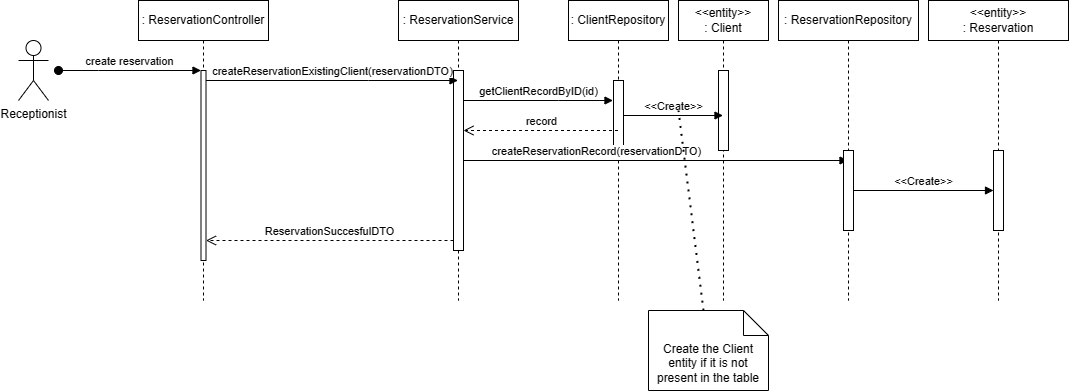 : ReservationController
: ReservationService
: ClientRepository
<<entity>>
: Client
: ReservationRepository
<<entity>>
: Reservation
Receptionist
create reservation
createReservationExistingClient(reservationDTO)
getClientRecordByID(id)
<<Create>>
record
createReservationRecord(reservationDTO)
<<Create>>
ReservationSuccesfulDTO
Create the Client
entity if it is not
present in the table